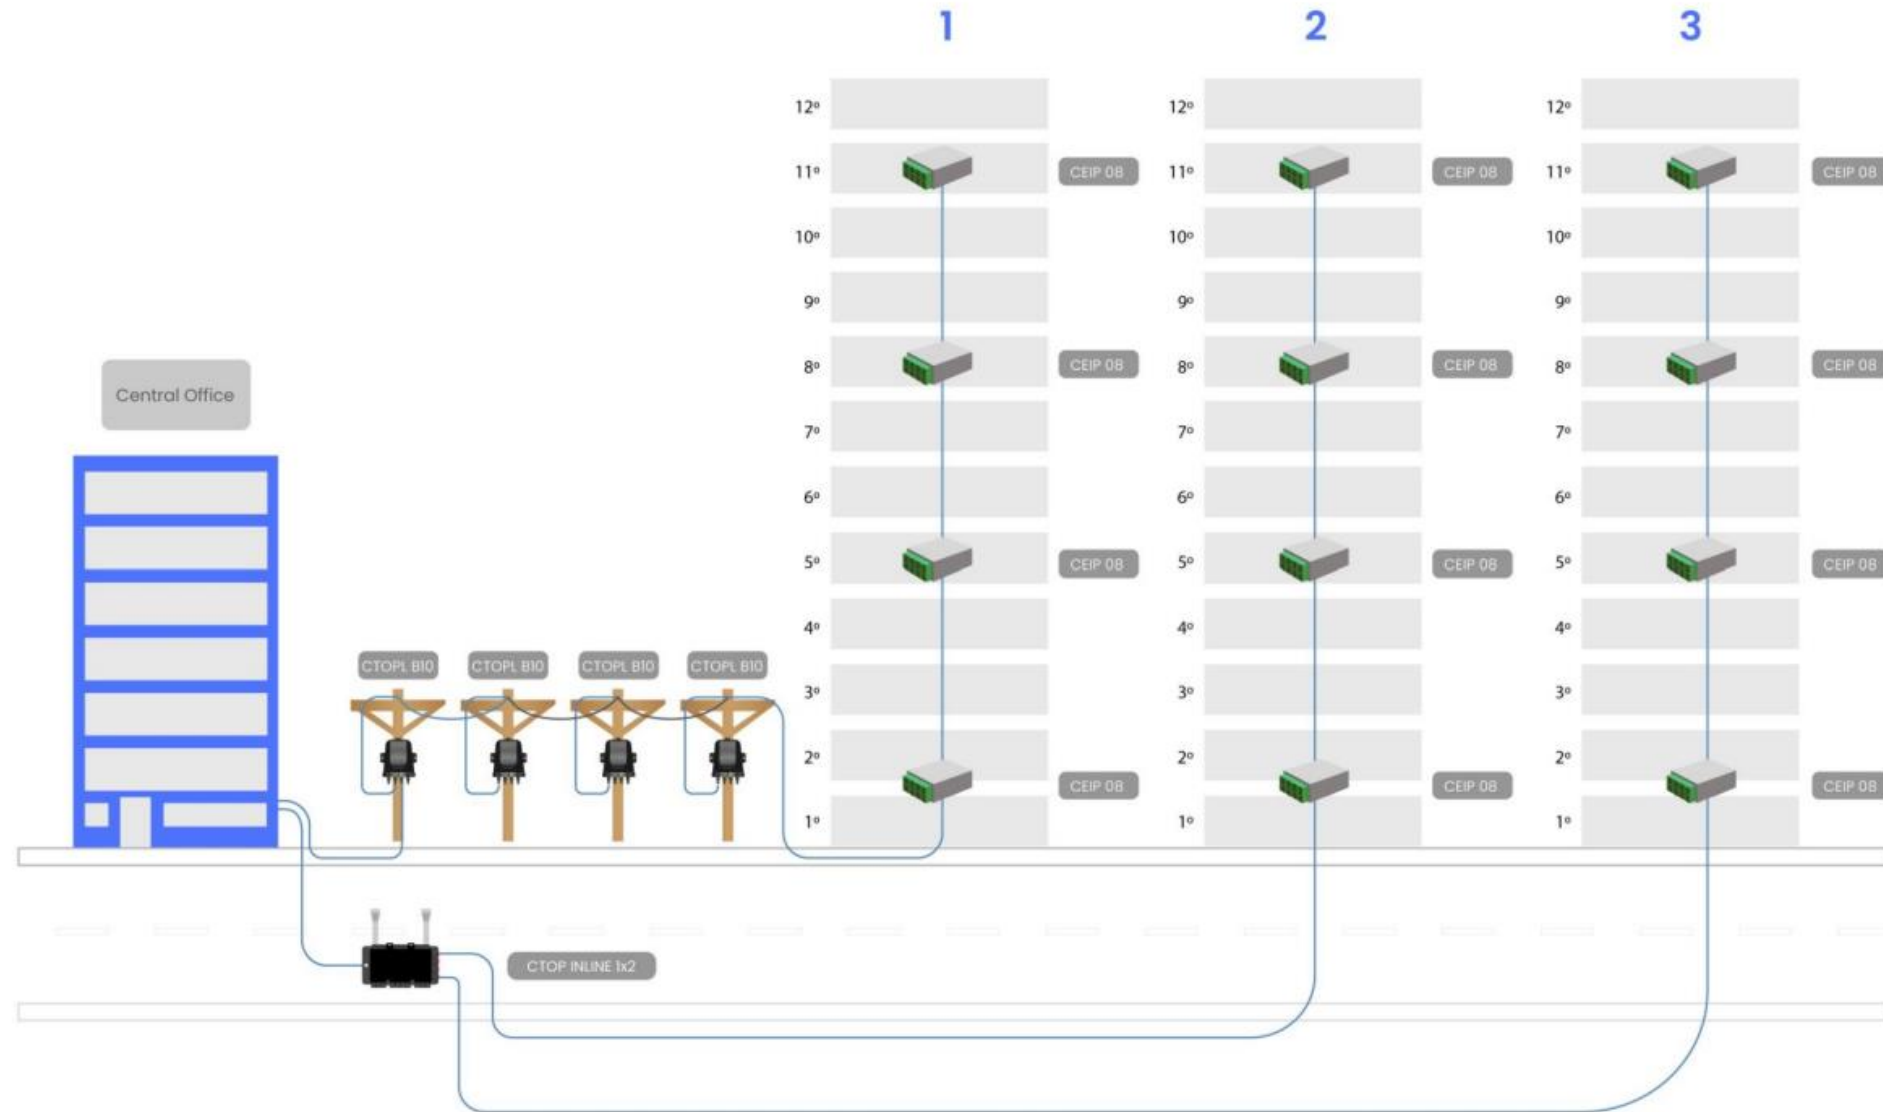 1
2
3
12º
12º
12º
11º
CEIP 08
11º
CEIP 08
11º
CEIP 08
10º
10º
10º
9º
9º
9º
8º
CEIP 08
8º
CEIP 08
8º
CEIP 08
Central Office
7º
7º
7º
6º
6º
6º
5º
CEIP 08
5º
CEIP 08
5º
CEIP 08
4º
4º
4º
CTOPL B10
CTOPL B10
CTOPL B10
CTOPL B10
3º
3º
3º
2º
2º
2º
CEIP 08
CEIP 08
CEIP 08
1º
1º
1º
CTOP INLINE 1x2